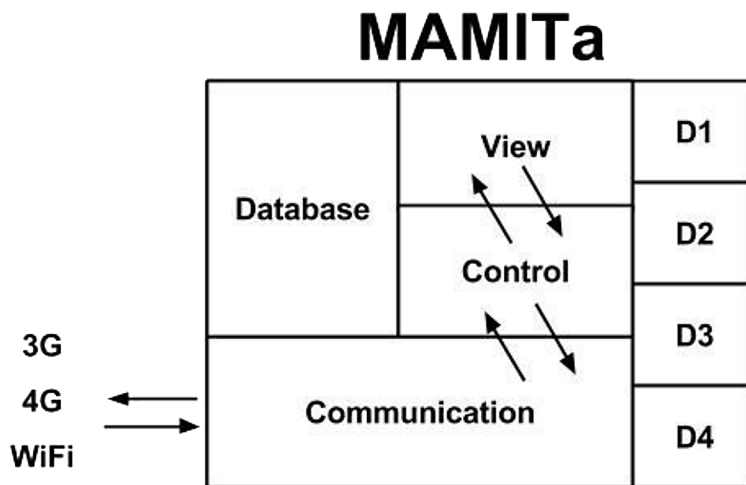 MAMITa
Database
View
Control
Communication
D1
D2
D3
D4
3G
4G
WiFi